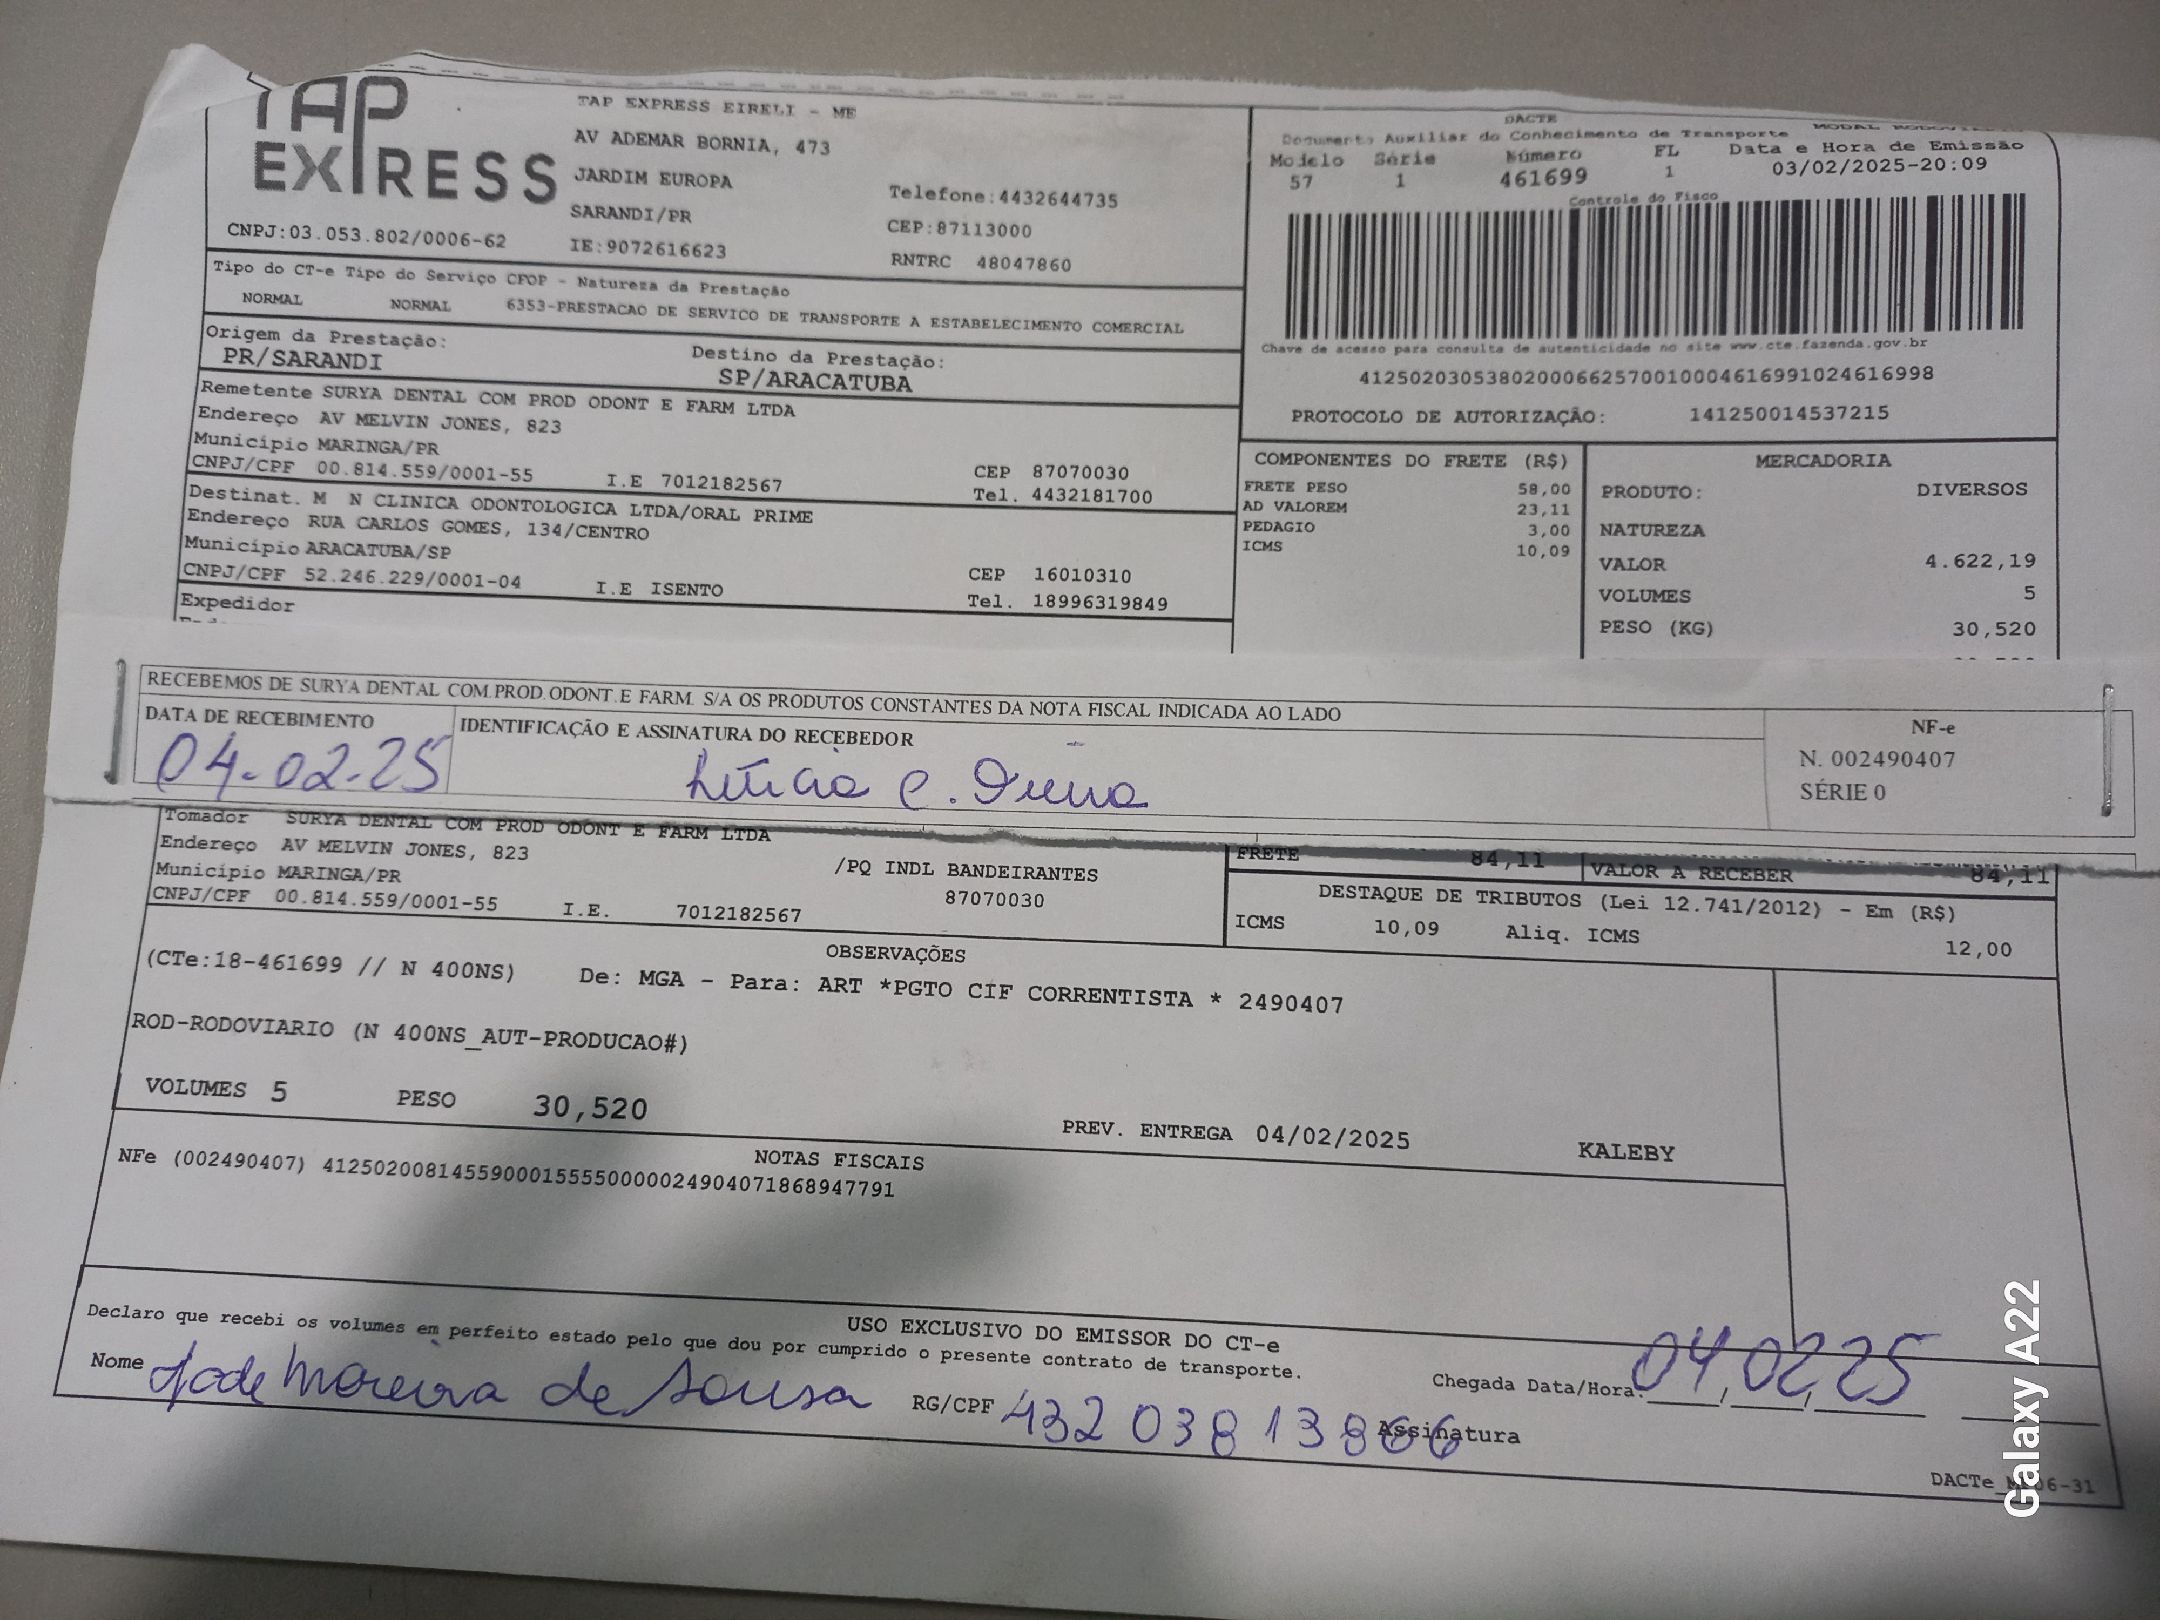 TAP
EXPRESS
TAP EXPRESS EIRELI - ME
AV ADEMAR BORNIA, 473
JARDIM EUROPA
SARANDI/PR
IE:9072616623
Telefone:4432644735
CEP:87113000
RNTRC 48047860
CNPJ:03.053.802/0006-62
DACTE
Documento Auxiliar do Conhecimento de Transporte MODAL RODOVIARIO
Modelo Série Número FL Data e Hora de Emissão
57 1 461699 1 03/02/2025-20:09
Controle do Fisco
Chave de acesso para consulta de autenticidade no site www.cte.fazenda.gov.br
41250203053802000662570010004616991024616998
PROTOCOLO DE AUTORIZAÇÃO: 141250014537215
Tipo do CT-e Tipo do Serviço CFOP - Natureza da Prestação
NORMAL NORMAL 6353-PRESTACAO DE SERVICO DE TRANSPORTE A ESTABELECIMENTO COMERCIAL
Origem da Prestação: Destino da Prestação:
PR/SARANDI SP/ARACATUBA
Remetente SURYA DENTAL COM PROD ODONT E FARM LTDA
Endereço AV MELVIN JONES, 823
Município MARINGA/PR CEP 87070030
CNPJ/CPF 00.814.559/0001-55 I.E 7012182567 Tel. 4432181700
Destinat. M N CLINICA ODONTOLOGICA LTDA/ORAL PRIME
Endereço RUA CARLOS GOMES, 134/CENTRO
Município ARACATUBA/SP CEP 16010310
CNPJ/CPF 52.246.229/0001-04 I.E ISENTO Tel. 18996319849
Expedidor
COMPONENTES DO FRETE (R$)
FRETE PESO 58,00
AD VALOREM 23,11
PEDAGIO 3,00
ICMS 10,09
MERCADORIA
PRODUTO: DIVERSOS
NATUREZA
VALOR 4.622,19
VOLUMES 5
PESO (KG) 30,520
RECEBEMOS DE SURYA DENTAL COM.PROD.ODONT.E FARM. S/A OS PRODUTOS CONSTANTES DA NOTA FISCAL INDICADA AO LADO
DATA DE RECEBIMENTO IDENTIFICAÇÃO E ASSINATURA DO RECEBEDOR
04-02-25 Letícia C.
NF-e
N. 002490407
SÉRIE 0
Tomador SURYA DENTAL COM PROD ODONT E FARM LTDA
Endereço AV MELVIN JONES, 823 /PQ INDL BANDEIRANTES
Município MARINGA/PR 87070030
CNPJ/CPF 00.814.559/0001-55 I.E. 7012182567
FRETE 84,11 VALOR A RECEBER 84,11
DESTAQUE DE TRIBUTOS (Lei 12.741/2012) - Em (R$)
ICMS 10,09 Aliq. ICMS 12,00
OBSERVAÇÕES
(CTe:18-461699 // N 400NS) De: MGA - Para: ART *PGTO CIF CORRENTISTA * 2490407
ROD-RODOVIARIO (N 400NS_AUT-PRODUCAO#)
VOLUMES 5 PESO 30,520 PREV. ENTREGA 04/02/2025 KALEBY
NOTAS FISCAIS
NFe (002490407) 41250200814559000155550000024904071868947791
USO EXCLUSIVO DO EMISSOR DO CT-e
Declaro que recebi os volumes em perfeito estado pelo que dou por cumprido o presente contrato de transporte.
Nome Jade Moreira de Sousa RG/CPF 432 038 138 66 Assinatura Chegada Data/Hora: 04 02 25
Galaxy A22